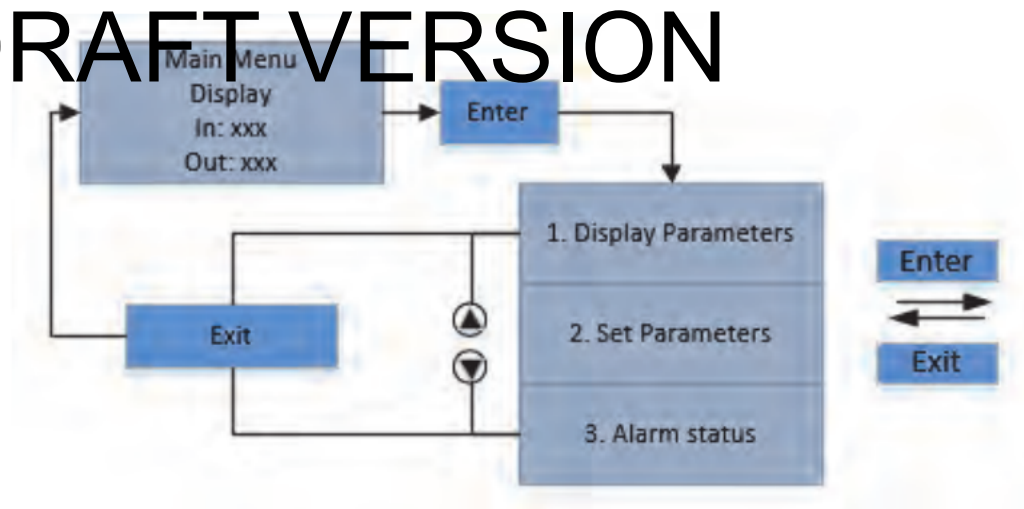 DRAFT VERSION
Main Menu
Display
In: xxx
Out: xxx
Enter
1. Display Parameters
2. Set Parameters
3. Alarm status
Exit
Enter
Exit